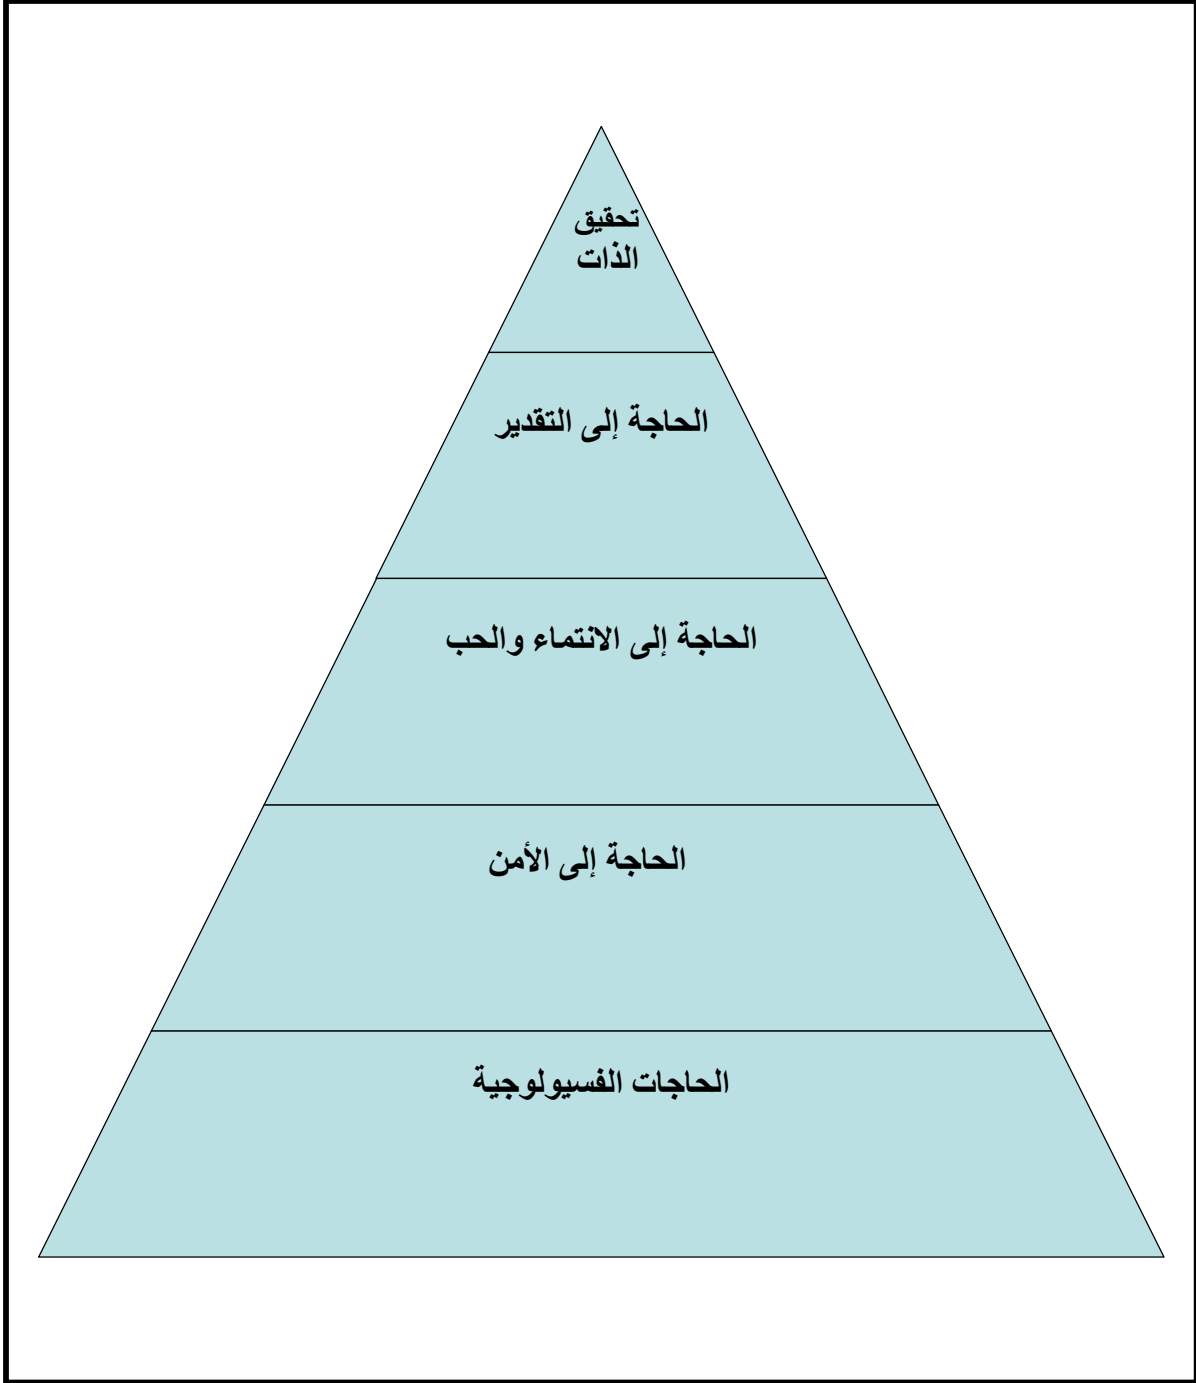 تحقيق
الذات
الحاجة إلى التقدير
الحاجة إلى الانتماء والحب
الحاجة إلى الأمن
الحاجات الفسيولوجية